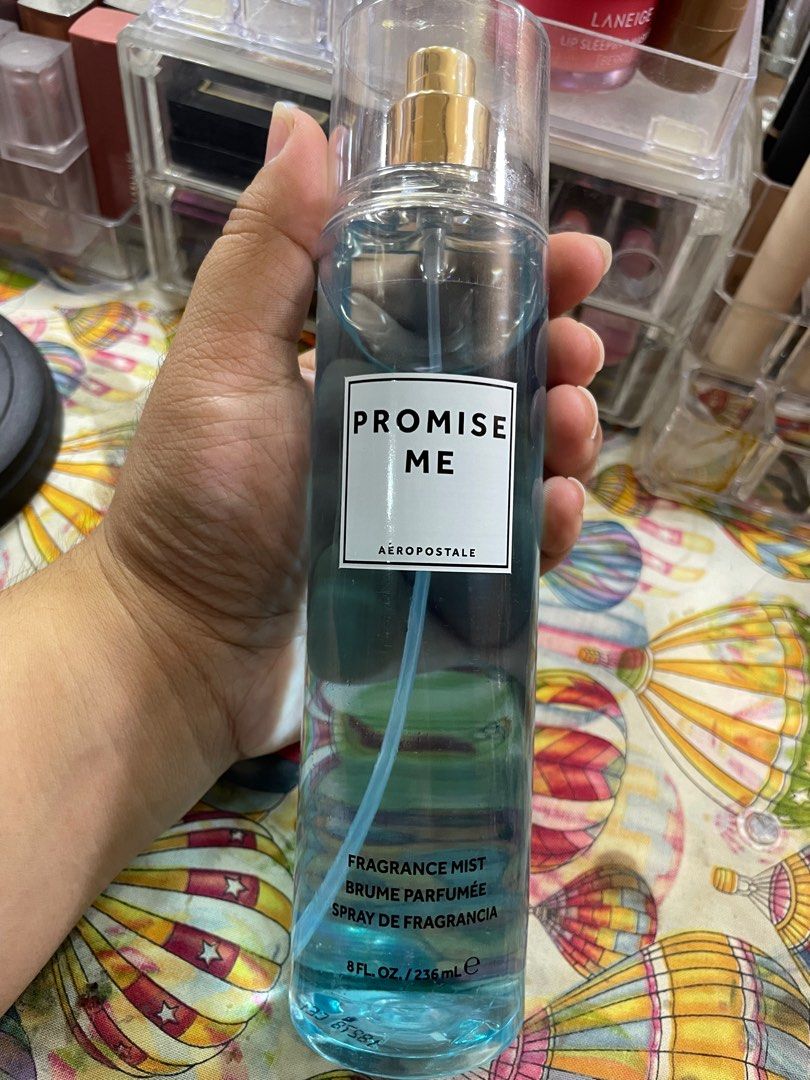 LANEIGE
PROMISE
ME
AÉROPOSTALE
FRAGRANCE MIST
BRUME PARFUMÉE
SPRAY DE FRAGRANCIA
8 FL. OZ. / 236 mL ℮